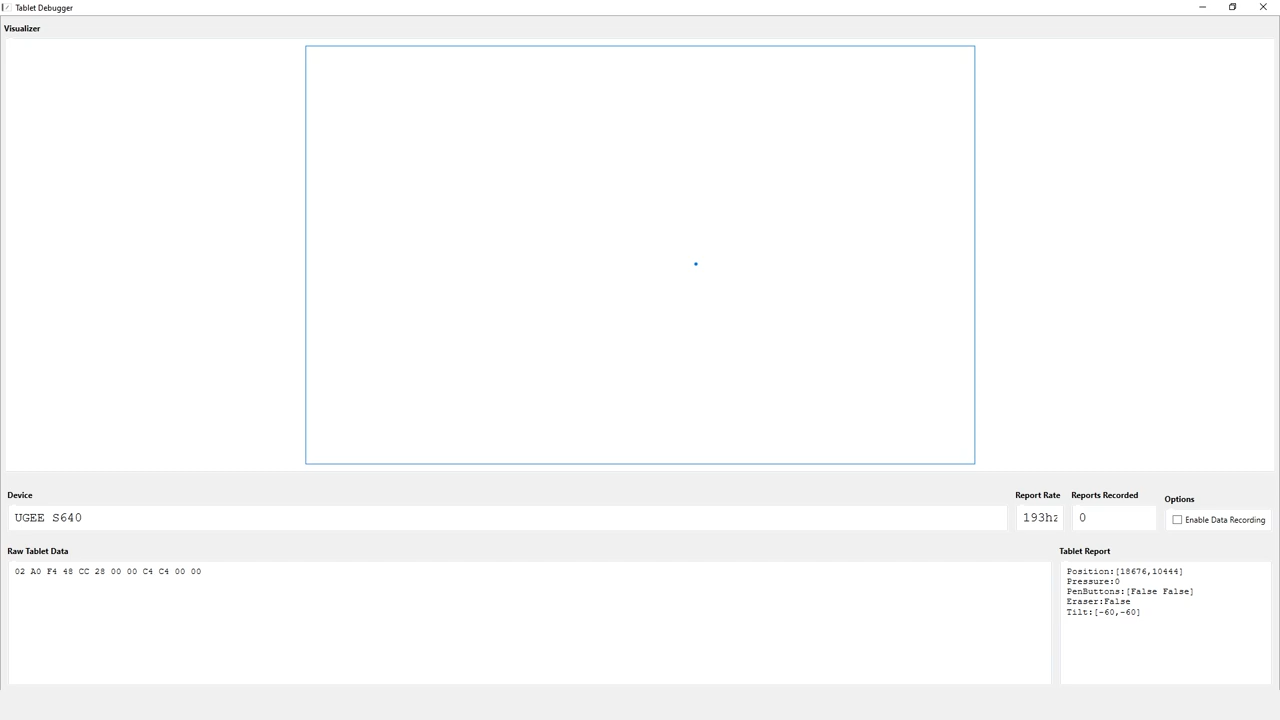 Tablet Debugger
Visualizer
Device
UGEE S640
Report Rate
193hz
Reports Recorded
0
Options
Enable Data Recording
Raw Tablet Data
02 A0 F4 48 CC 28 00 00 C4 C4 00 00
Tablet Report
Position:[18676,10444]
Pressure:0
PenButtons:[False False]
Eraser:False
Tilt:[-60,-60]